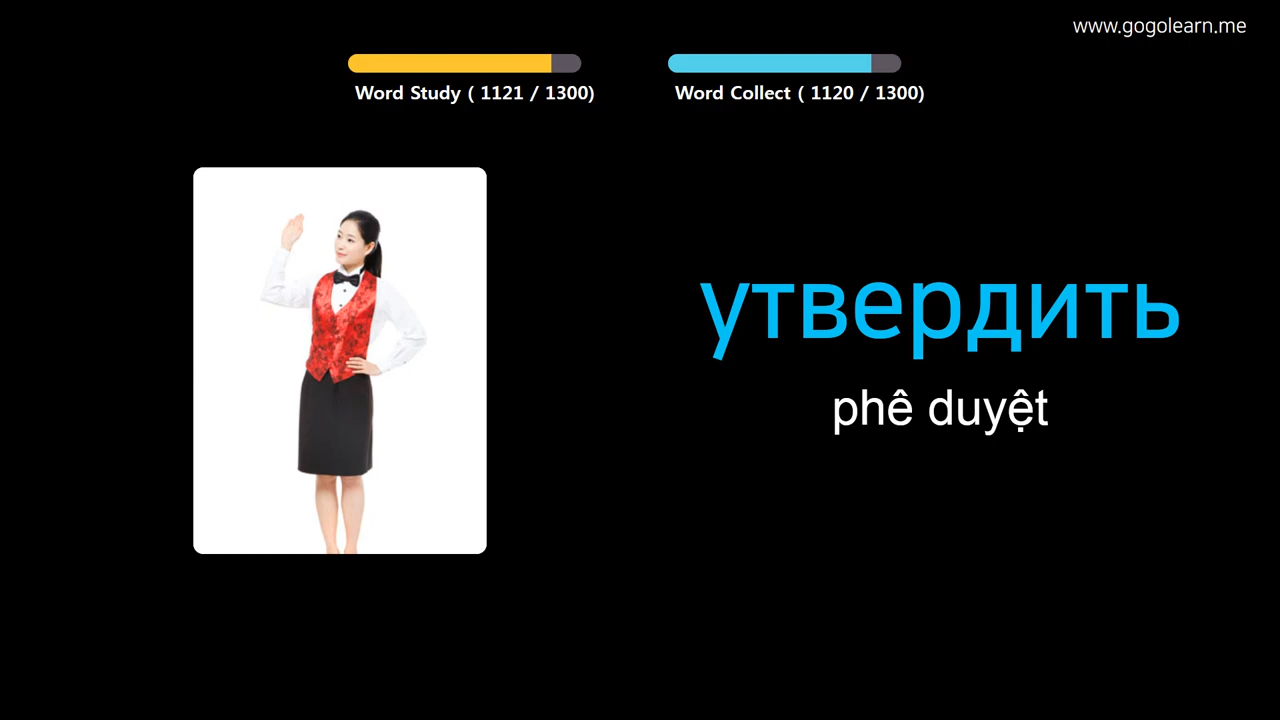 www.gogolearn.me
Word Study ( 1121 / 1300)
Word Collect ( 1120 / 1300)
утвердить
phê duyệt